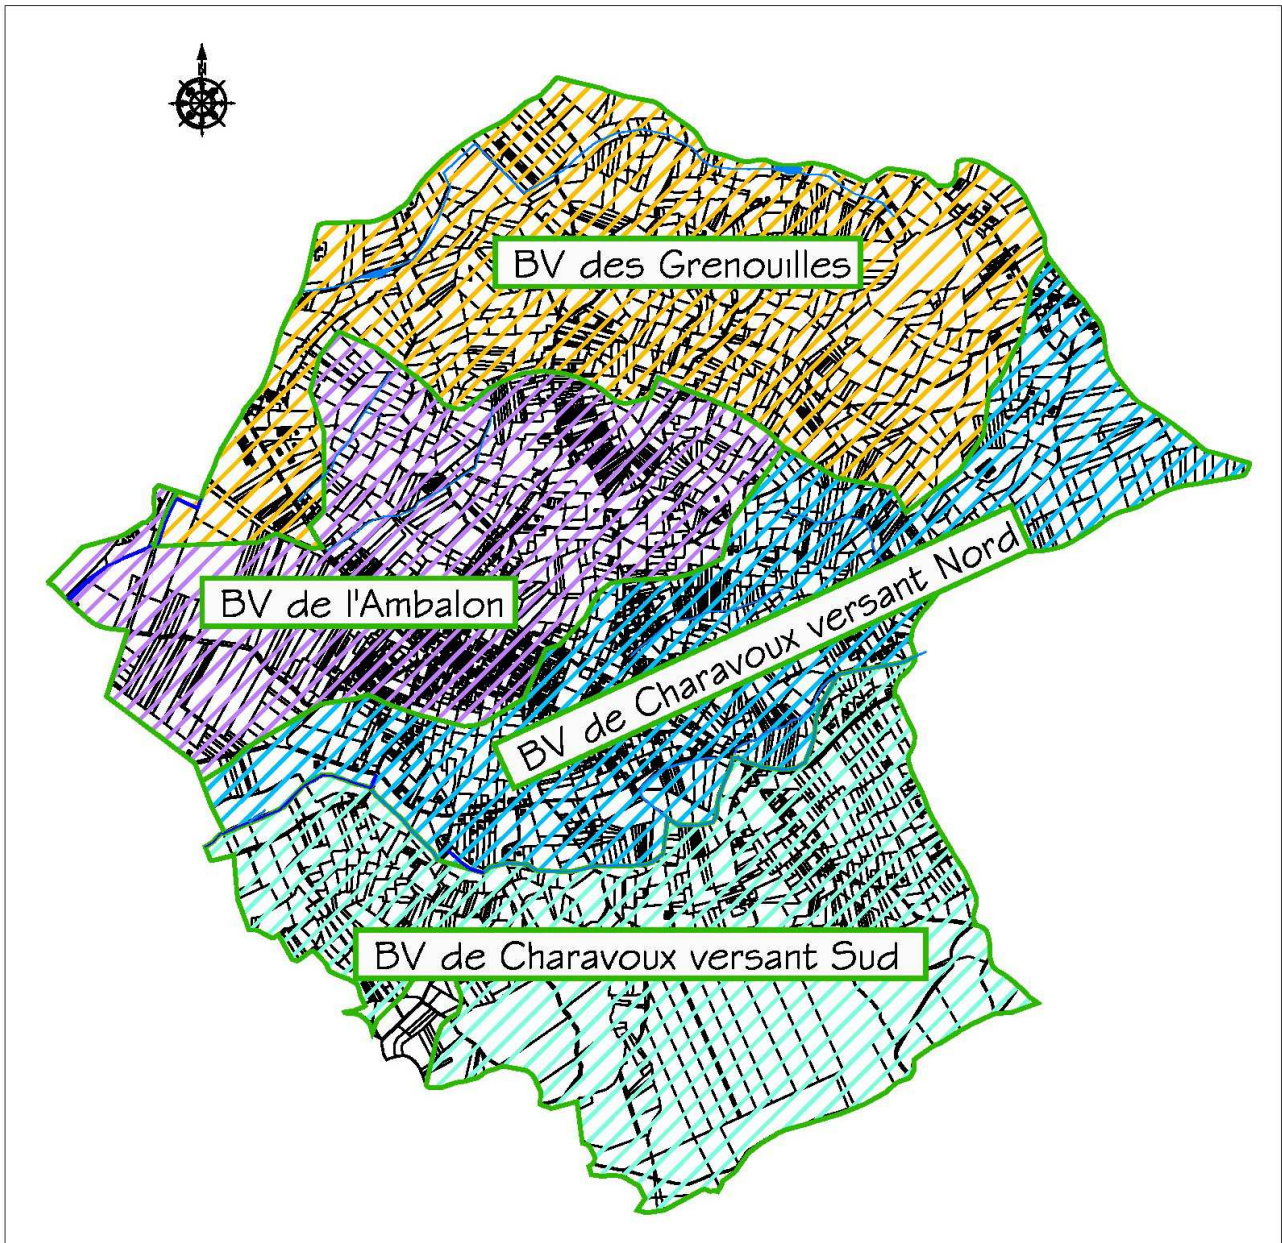 N
BV des Grenouilles
BV de l'Ambalon
BV de Charavoux versant Nord
BV de Charavoux versant Sud